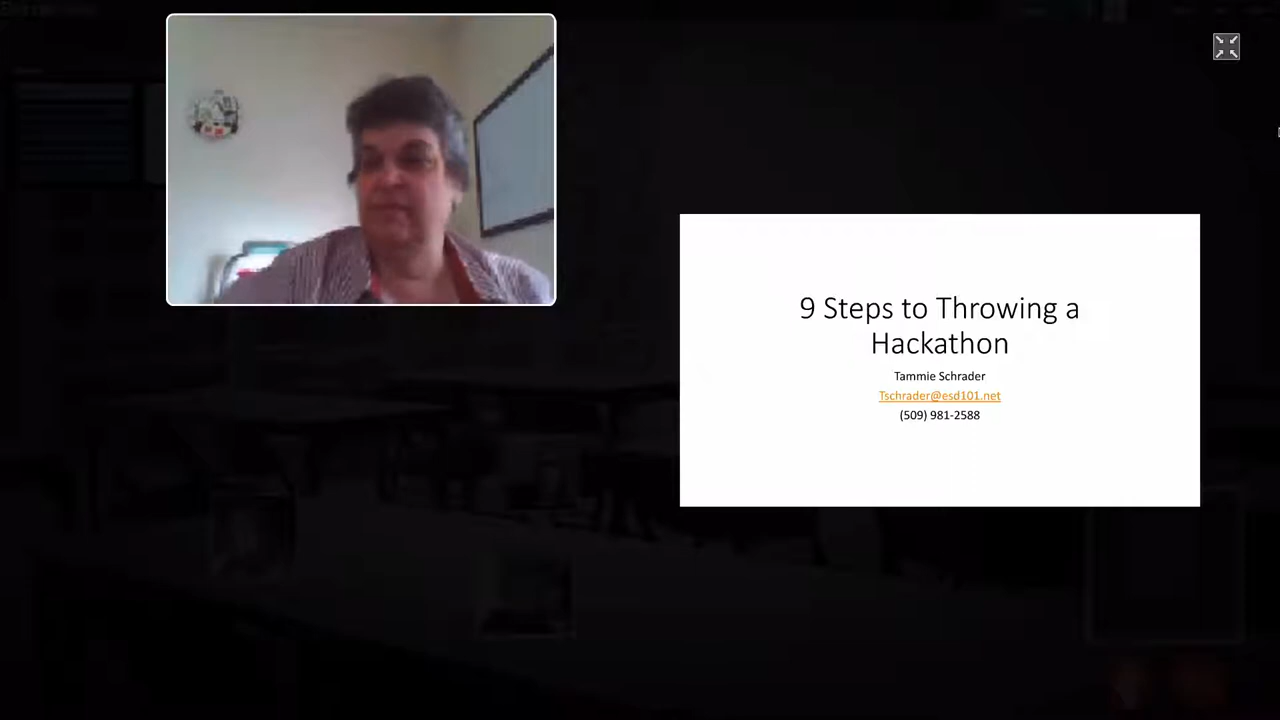 9 Steps to Throwing a
Hackathon
Tammie Schrader
Tschrader@esd101.net
(509) 981-2588